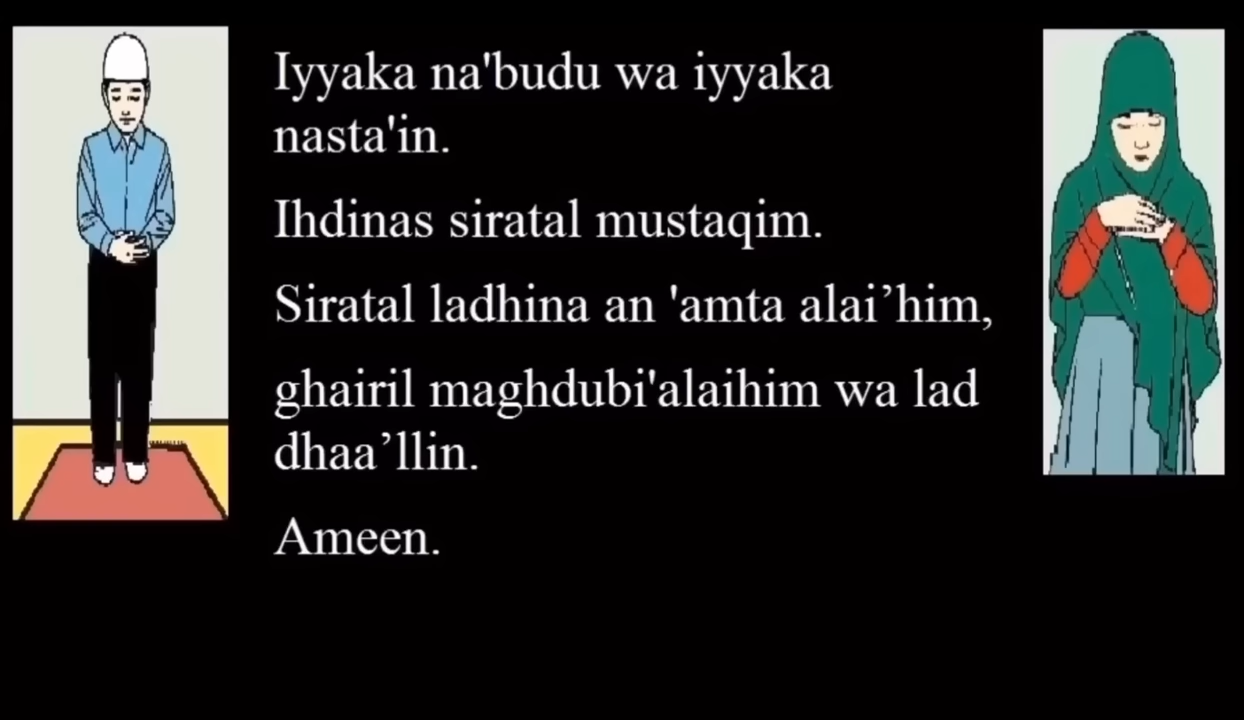 Iyyaka na'budu wa iyyaka
nasta'in.
Ihdinas siratal mustaqim.
Siratal ladhina an 'amta alai’him,
ghairil maghdubi'alaihim wa lad
dhaa’llin.
Ameen.